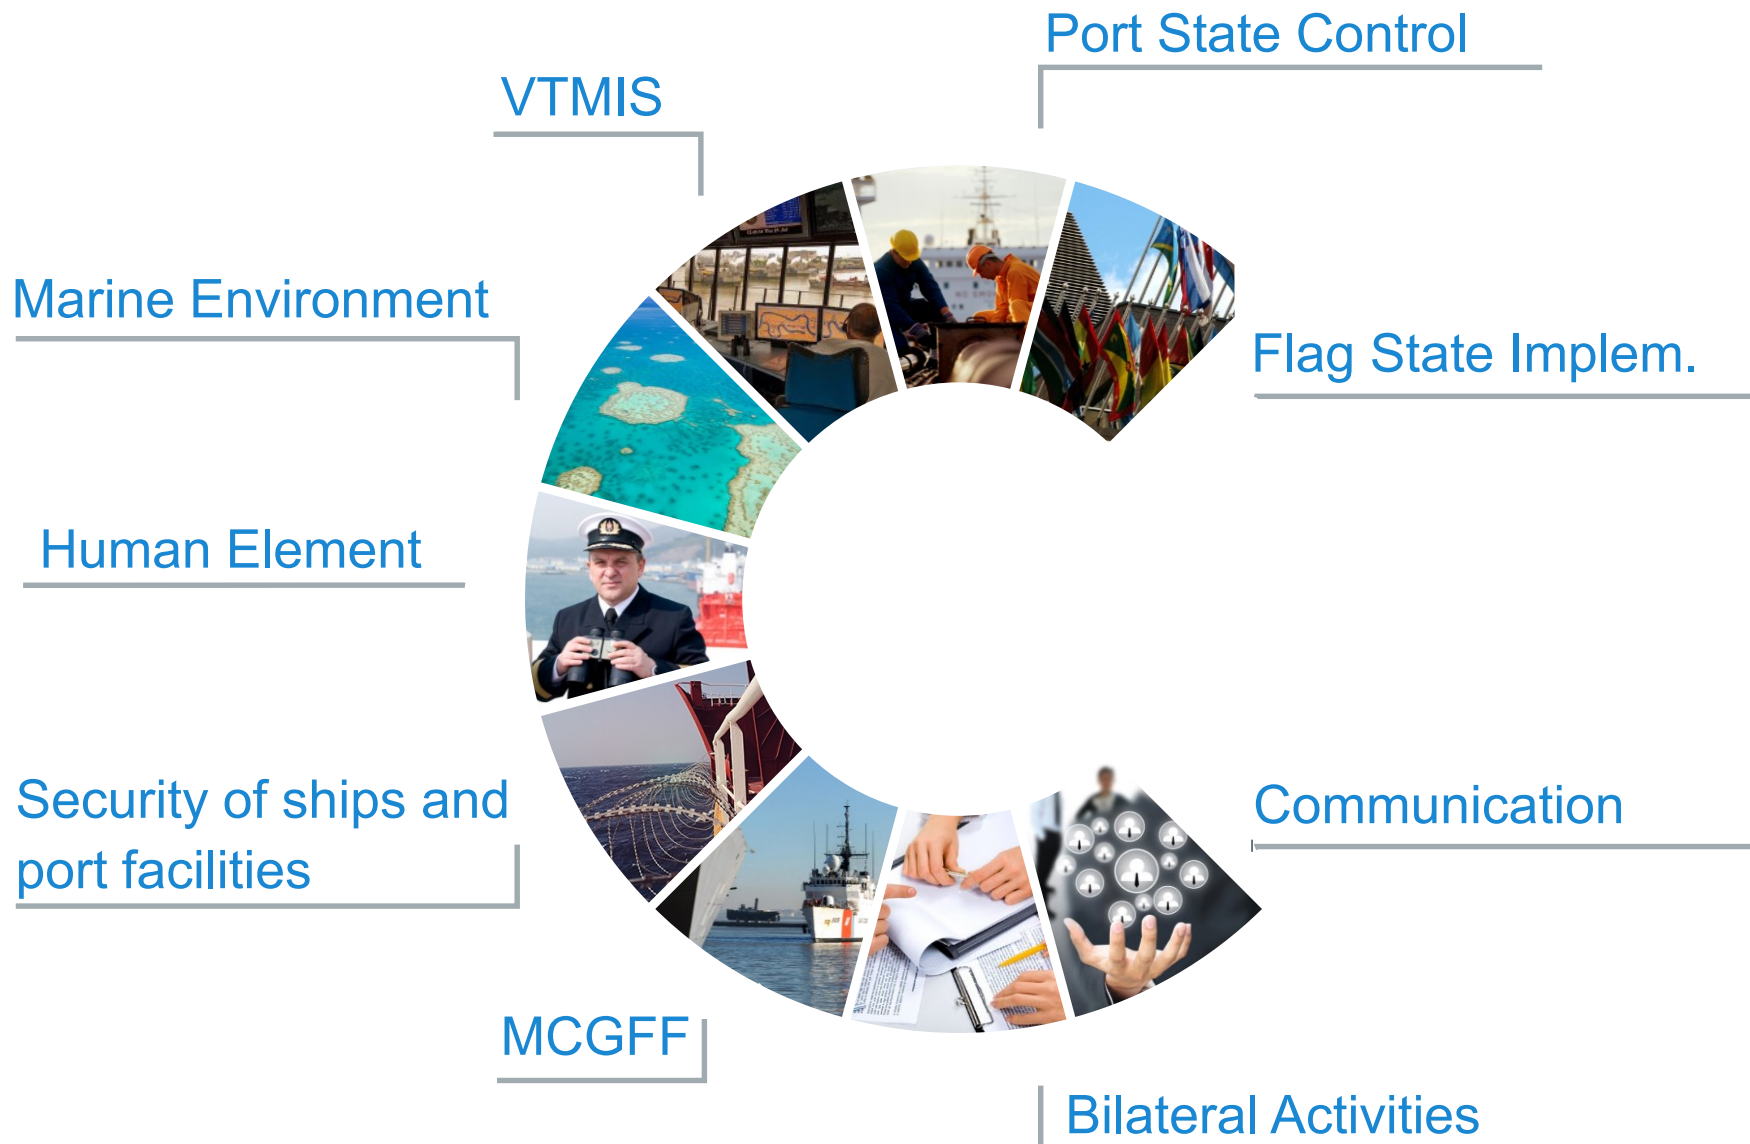 Port State Control
VTMIS
Marine Environment
Flag State Implem.
Human Element
Security of ships and
port facilities
Communication
MCGFF
Bilateral Activities